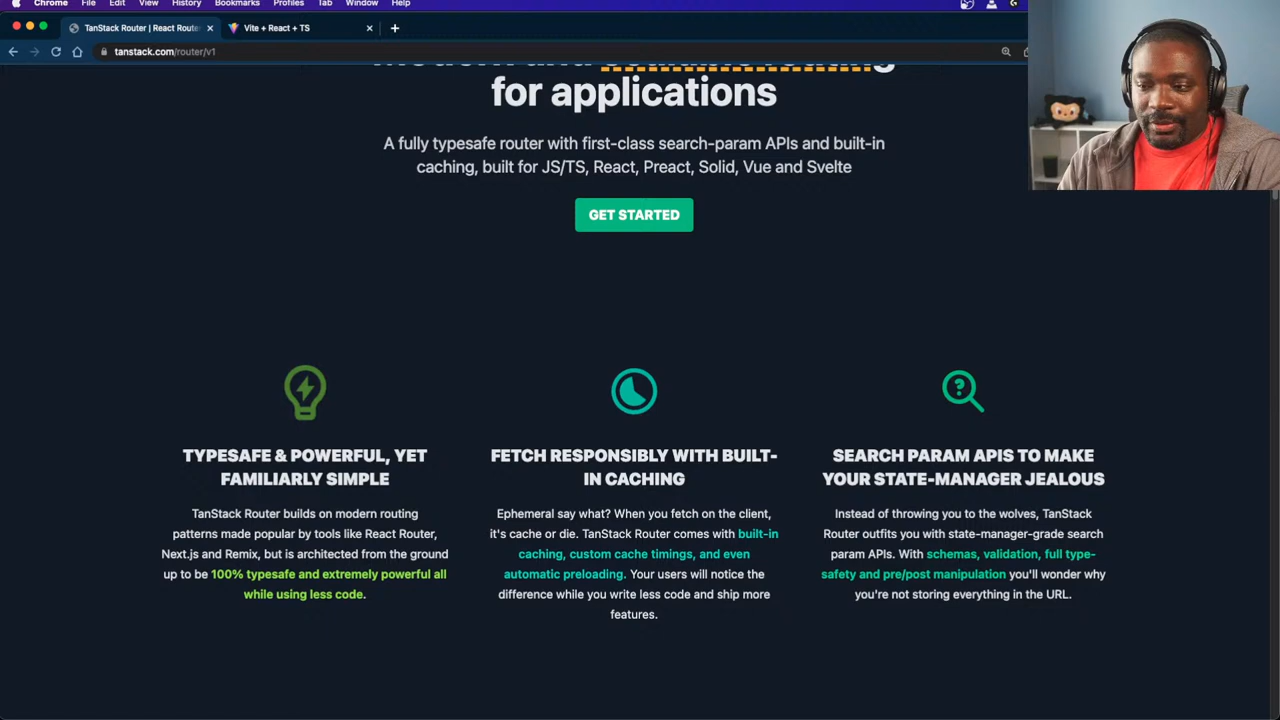 Chrome File Edit View History Bookmarks Profiles Tab Window Help
TanStack Router | React Router
Vite + React + TS
tanstack.com/router/v1
Modern and scalable routing
for applications
A fully typesafe router with first-class search-param APIs and built-in
caching, built for JS/TS, React, Preact, Solid, Vue and Svelte
GET STARTED
TYPESAFE & POWERFUL, YET
FAMILIARLY SIMPLE
TanStack Router builds on modern routing
patterns made popular by tools like React Router,
Next.js and Remix, but is architected from the ground
up to be 100% typesafe and extremely powerful all
while using less code.
FETCH RESPONSIBLY WITH BUILT-
IN CACHING
Ephemeral say what? When you fetch on the client,
it's cache or die. TanStack Router comes with built-in
caching, custom cache timings, and even
automatic preloading. Your users will notice the
difference while you write less code and ship more
features.
SEARCH PARAM APIS TO MAKE
YOUR STATE-MANAGER JEALOUS
Instead of throwing you to the wolves, TanStack
Router outfits you with state-manager-grade search
param APIs. With schemas, validation, full type-
safety and pre/post manipulation you'll wonder why
you're not storing everything in the URL.